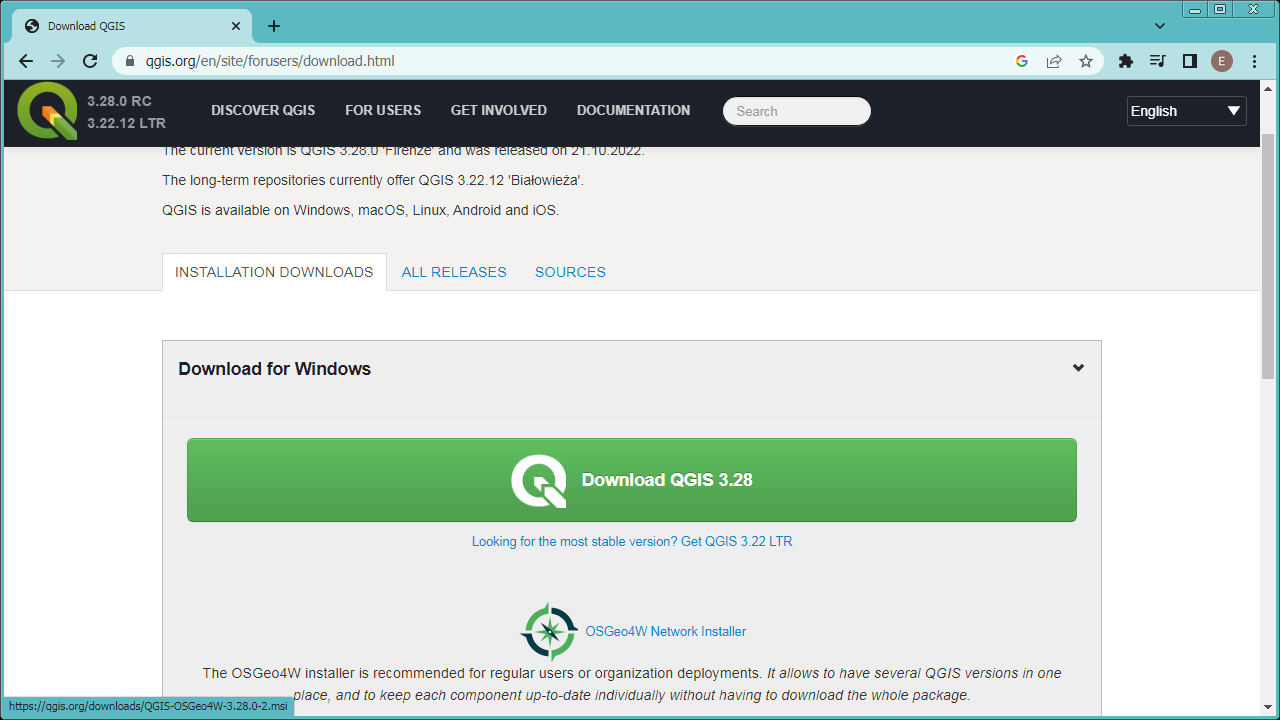 Download QGIS
qgis.org/en/site/forusers/download.html
E
3.28.0 RC
3.22.12 LTR
DISCOVER QGIS
FOR USERS
GET INVOLVED
DOCUMENTATION
Search
English
The current version is QGIS 3.28.0 'Firenze' and was released on 21.10.2022.
The long-term repositories currently offer QGIS 3.22.12 'Białowieża'.
QGIS is available on Windows, macOS, Linux, Android and iOS.
INSTALLATION DOWNLOADS
ALL RELEASES
SOURCES
Download for Windows
Download QGIS 3.28
Looking for the most stable version? Get QGIS 3.22 LTR
OSGeo4W Network Installer
The OSGeo4W installer is recommended for regular users or organization deployments. It allows to have several QGIS versions in one
place, and to keep each component up-to-date individually without having to download the whole package.
https://qgis.org/downloads/QGIS-OSGeo4W-3.28.0-2.msi